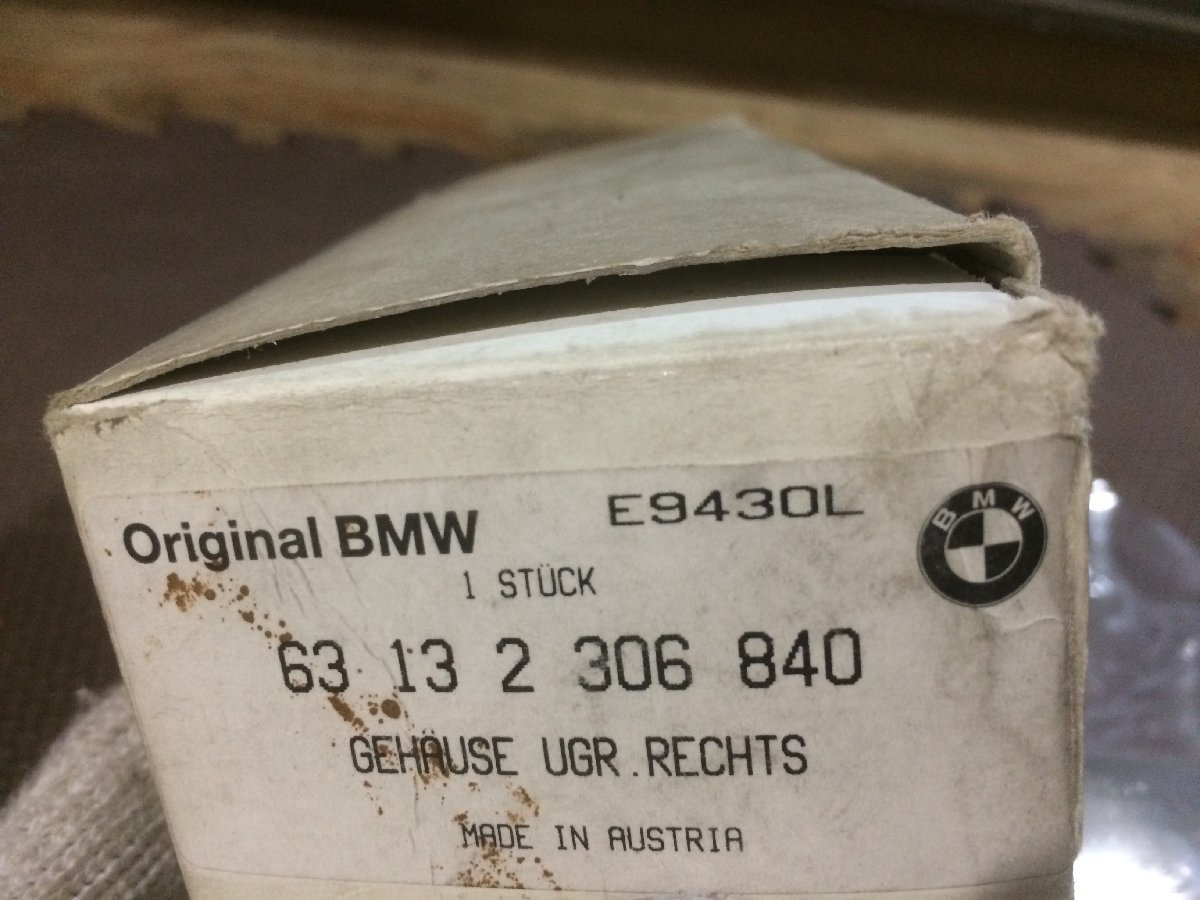 Original BMW E9430L
BMW
1 STÜCK
63 13 2 306 840
GEHAUSE UGR.RECHTS
MADE IN AUSTRIA